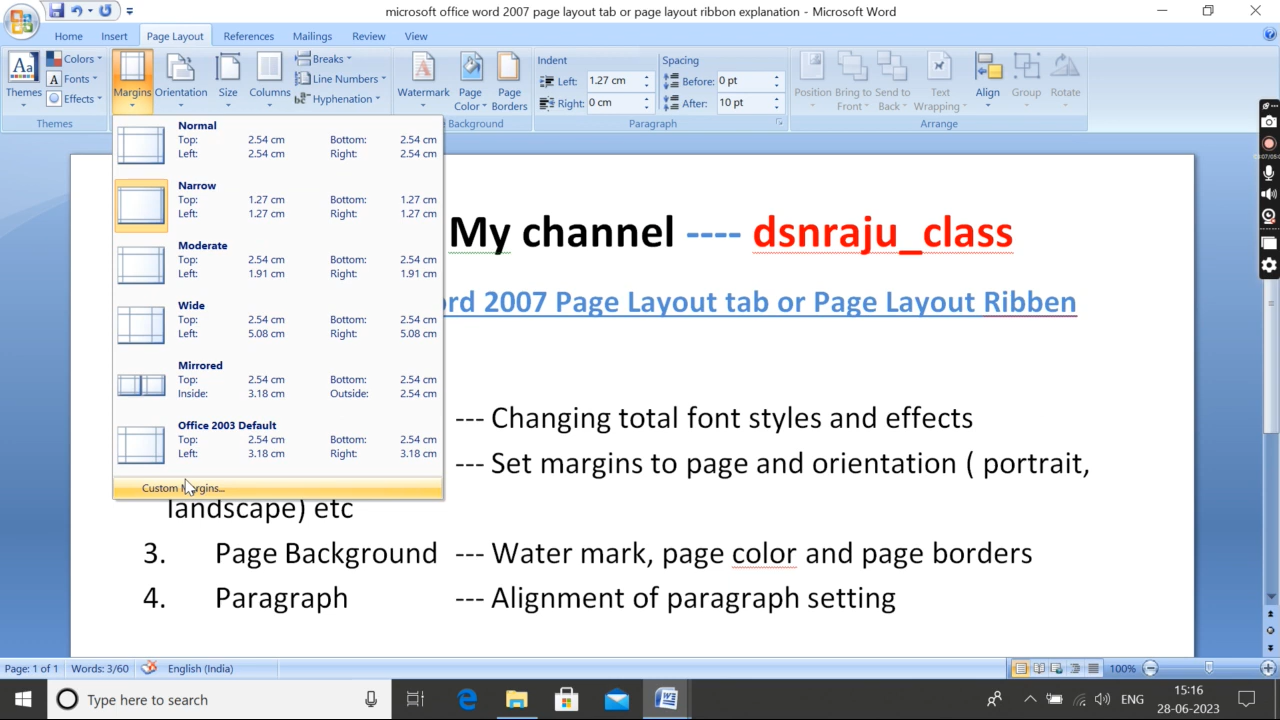 microsoft office word 2007 page layout tab or page layout ribbon explanation - Microsoft Word
Home Insert Page Layout References Mailings Review View
Themes Colors Fonts Effects
Themes
Margins Orientation Size Columns Breaks Line Numbers Hyphenation
Watermark Page Color Page Borders
Background
Indent Spacing
Left: 1.27 cm Before: 0 pt
Right: 0 cm After: 10 pt
Paragraph
Position Bring to Front Send to Back Text Wrapping Align Group Rotate
Arrange
Normal
Top: 2.54 cm Bottom: 2.54 cm
Left: 2.54 cm Right: 2.54 cm
Narrow
Top: 1.27 cm Bottom: 1.27 cm
Left: 1.27 cm Right: 1.27 cm
Moderate
Top: 2.54 cm Bottom: 2.54 cm
Left: 1.91 cm Right: 1.91 cm
Wide
Top: 2.54 cm Bottom: 2.54 cm
Left: 5.08 cm Right: 5.08 cm
Mirrored
Top: 2.54 cm Bottom: 2.54 cm
Inside: 3.18 cm Outside: 2.54 cm
Office 2003 Default
Top: 2.54 cm Bottom: 2.54 cm
Left: 3.18 cm Right: 3.18 cm
Custom Margins...
My channel ---- dsnraju_class
ord 2007 Page Layout tab or Page Layout Ribben
--- Changing total font styles and effects
--- Set margins to page and orientation ( portrait,
landscape) etc
3. Page Background --- Water mark, page color and page borders
4. Paragraph --- Alignment of paragraph setting
Page: 1 of 1 Words: 3/60 English (India) 100%
Type here to search
ENG 15:16
28-06-2023